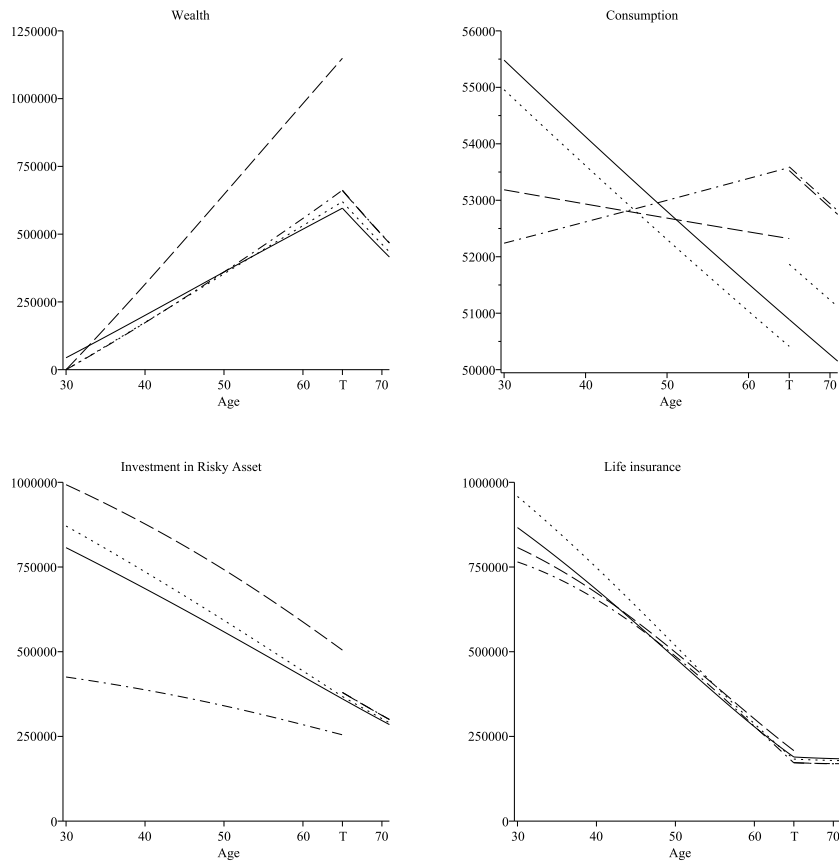 Wealth
1250000
1000000
750000
500000
250000
0
30 40 50 60 T 70
Age
Consumption
56000
55000
54000
53000
52000
51000
50000
30 40 50 60 T 70
Age
Investment in Risky Asset
1000000
750000
500000
250000
0
30 40 50 60 T 70
Age
Life insurance
1000000
750000
500000
250000
0
30 40 50 60 T 70
Age